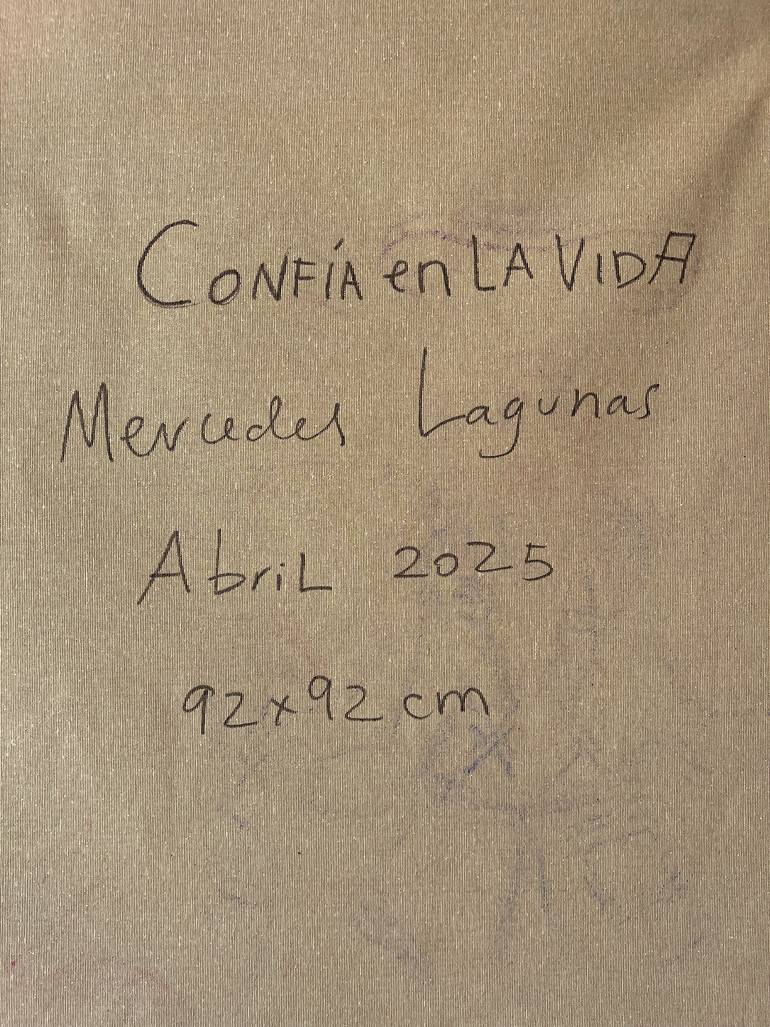 CONFÍA en LA VIDA
Mercedes Lagunas
Abril 2025
92x92 cm